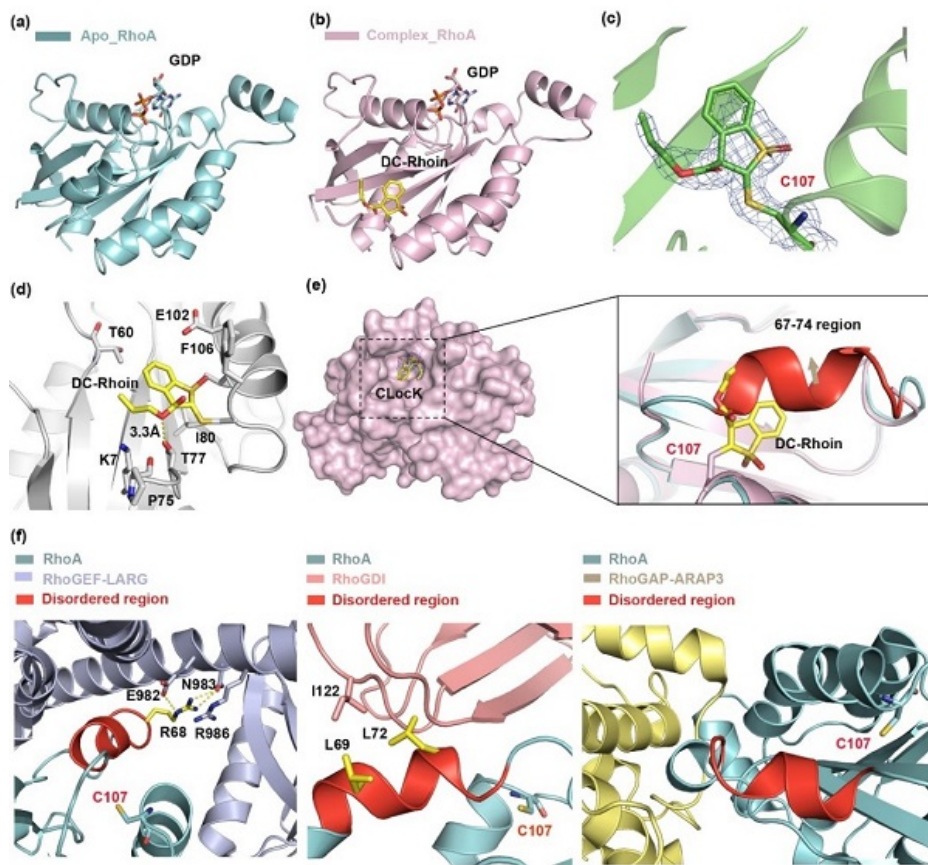 (a)
Apo_RhoA
GDP
(b)
Complex_RhoA
GDP
DC-Rhoin
(c)
C107
(d)
T60
E102
F106
DC-Rhoin
3.3A
I80
K7
T77
P75
(e)
CLocK
67-74 region
C107
DC-Rhoin
(f)
RhoA
RhoGEF-LARG
Disordered region
E982
N983
R68
R986
C107
RhoA
RhoGDI
Disordered region
I122
L72
L69
C107
RhoA
RhoGAP-ARAP3
Disordered region
C107